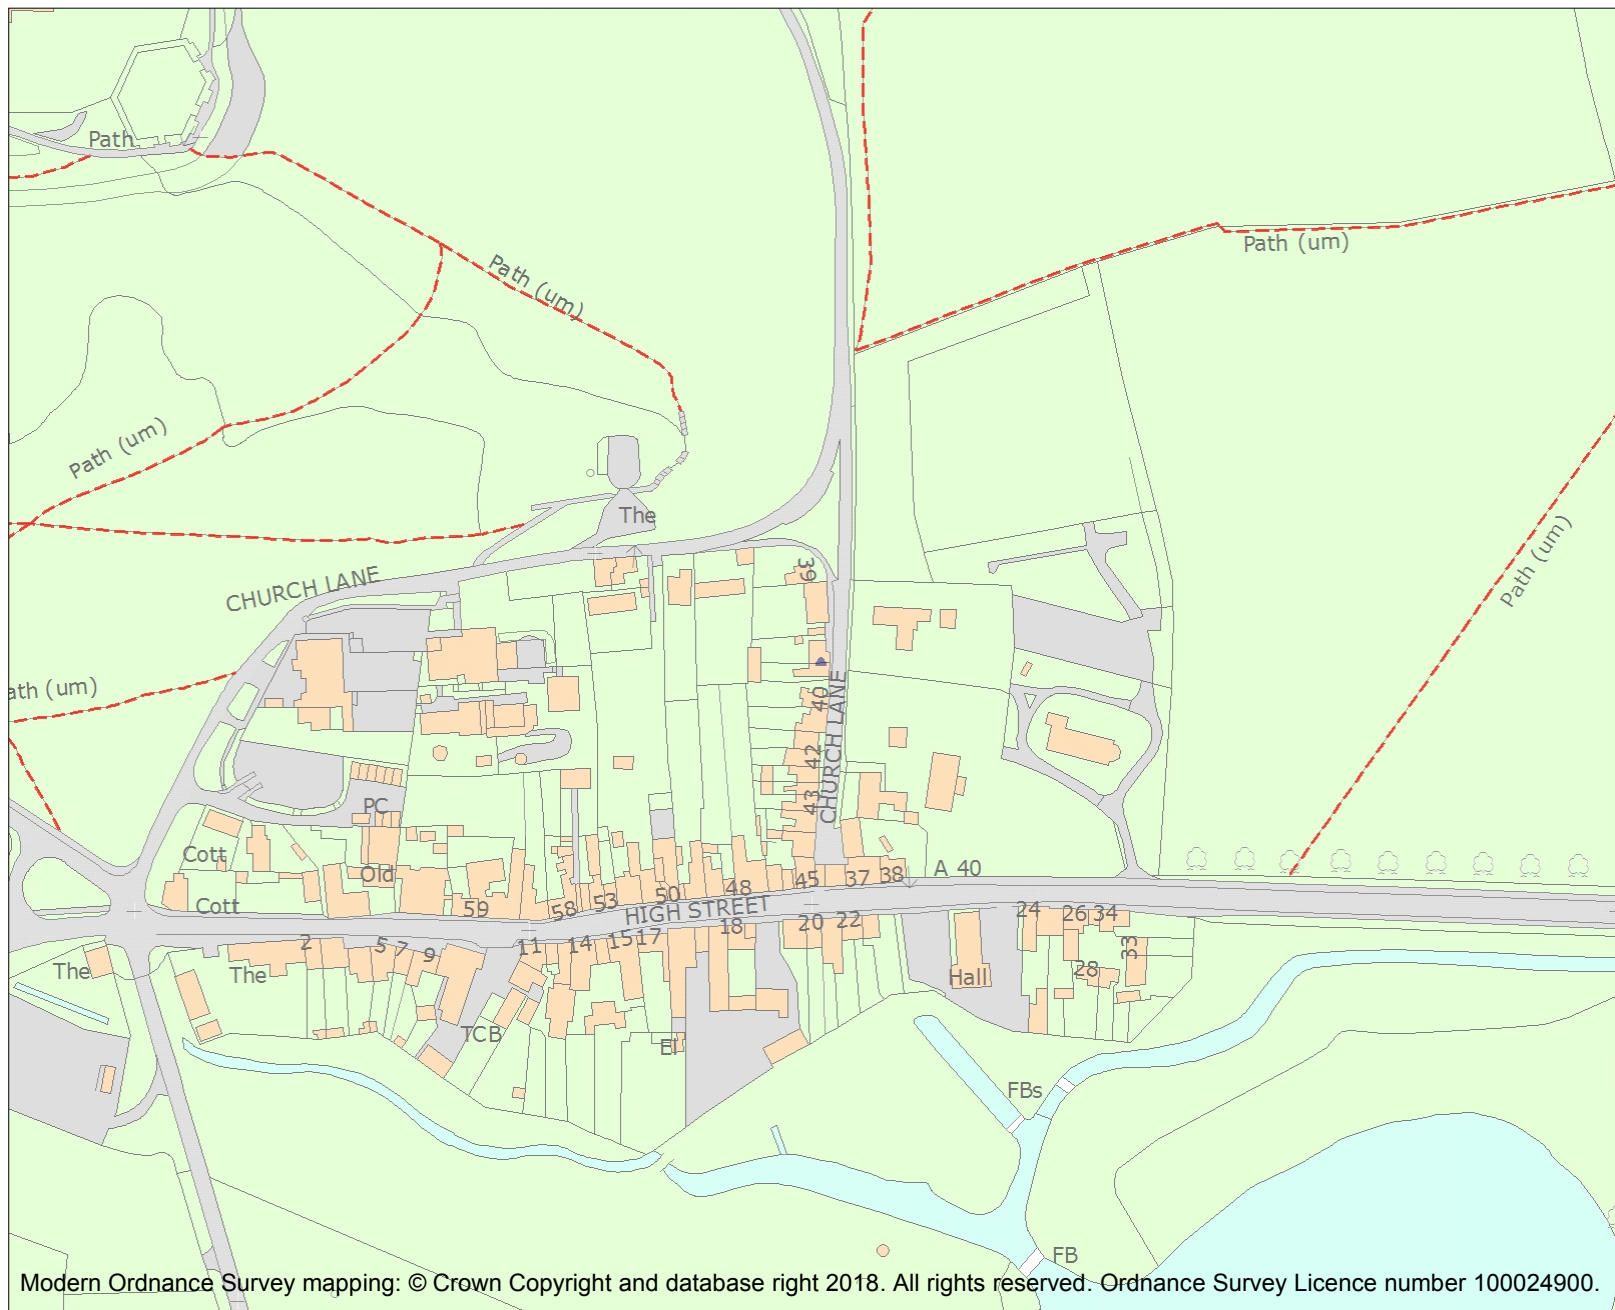 Path
Path (um)
Path (um)
Path (um)
The
CHURCH LANE
39
ath (um)
Path (um)
40
CHURCH LANE
42
43
PC
Cott
Old
Cott
59
58
53
50
48
45
37
38
A 40
HIGH STREET
2
5
7
9
11
14
15
17
18
20
22
24
26
34
33
28
The
The
Hall
TCB
El
FBs
FB
Modern Ordnance Survey mapping: © Crown Copyright and database right 2018. All rights reserved. Ordnance Survey Licence number 100024900.